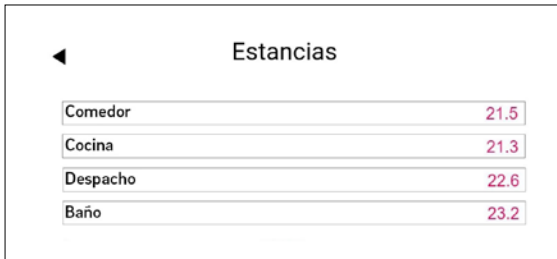 Estancias
Comedor 21.5
Cocina 21.3
Despacho 22.6
Baño 23.2